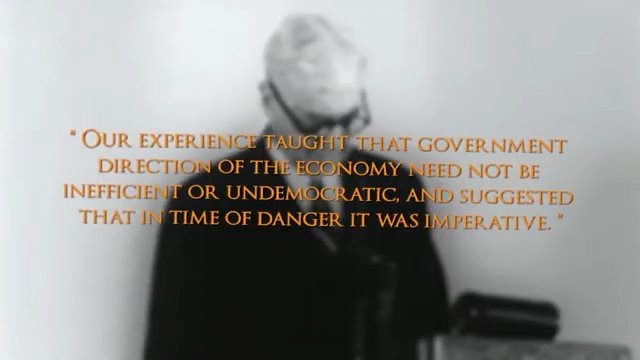 "OUR EXPERIENCE TAUGHT THAT GOVERNMENT
DIRECTION OF THE ECONOMY NEED NOT BE
INEFFICIENT OR UNDEMOCRATIC, AND SUGGESTED
THAT IN TIME OF DANGER IT WAS IMPERATIVE."